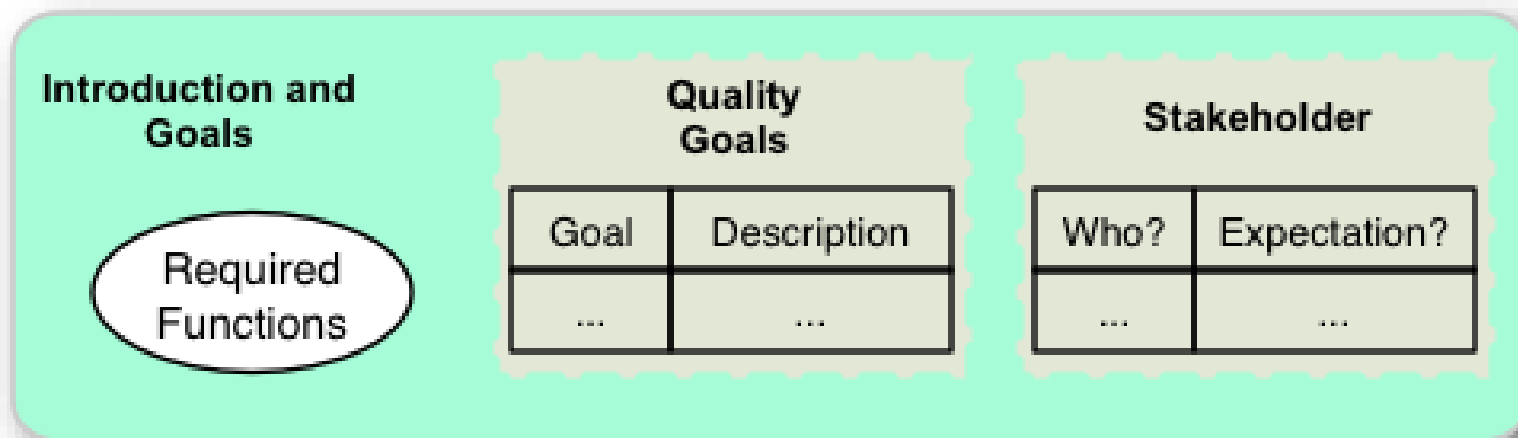 Introduction and
Goals
Required
Functions
Quality
Goals
Goal Description
... ...
Stakeholder
Who? Expectation?
... ...